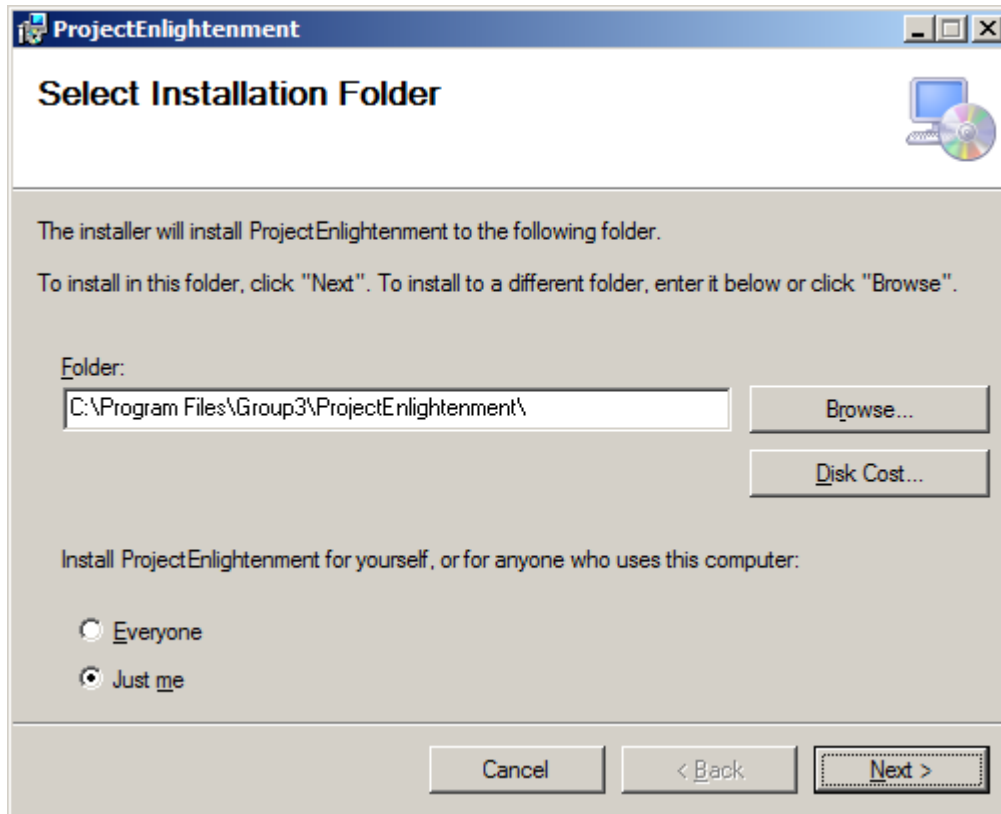 ProjectEnlightenment
Select Installation Folder
The installer will install ProjectEnlightenment to the following folder.
To install in this folder, click "Next". To install to a different folder, enter it below or click "Browse".
Folder:
C:\Program Files\Group3\ProjectEnlightenment\
Browse...
Disk Cost...
Install ProjectEnlightenment for yourself, or for anyone who uses this computer:
Everyone
Just me
Cancel
< Back
Next >